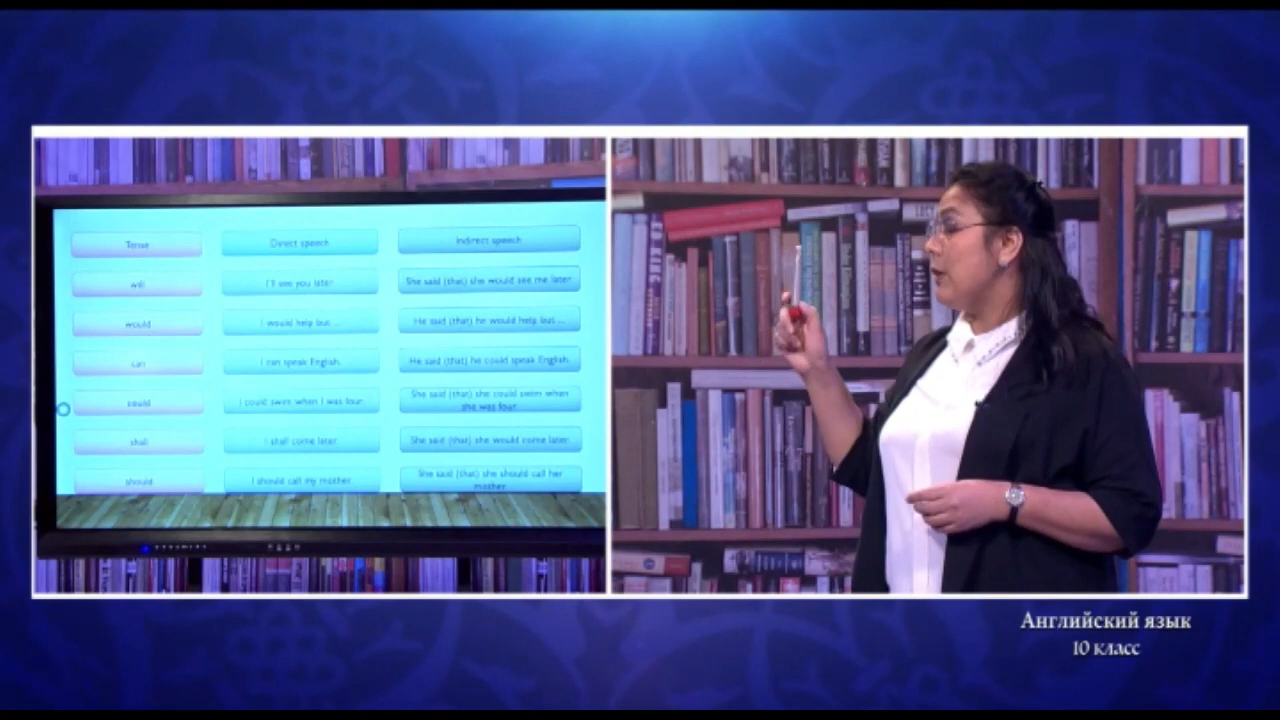 Tense Direct speech Indirect speech
will I'll see you later She said (that) she would see me later.
would I would help but ... He said (that) he would help but ...
can I can speak English. He said (that) he could speak English.
could I could swim when I was four. She said (that) she could swim when
she was four.
shall I shall come later. She said (that) she would come later.
should I should call my mother. She said (that) she should call her
mother.
Английский язык
10 класс